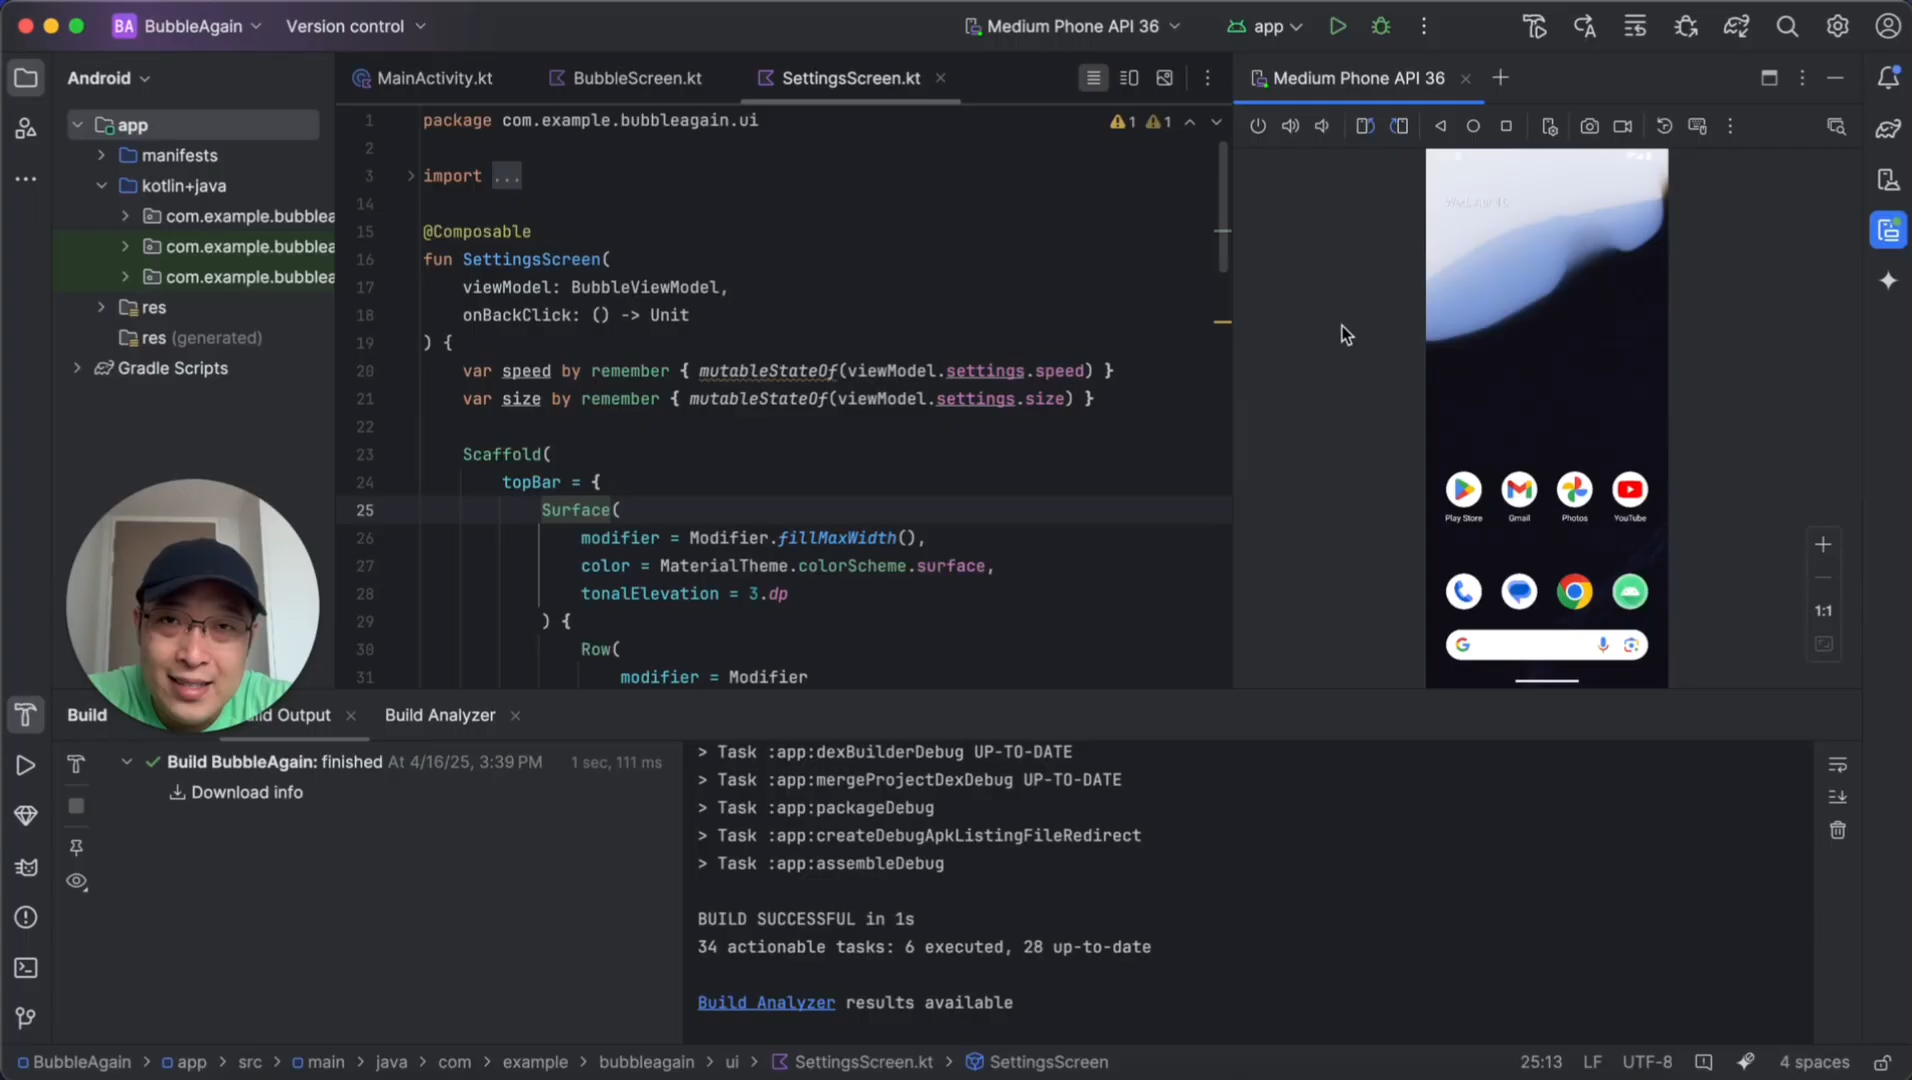 BA BubbleAgain Version control Medium Phone API 36 app
Android
app
manifests
kotlin+java
com.example.bubblea
com.example.bubblea
com.example.bubblea
res
res (generated)
Gradle Scripts
MainActivity.kt BubbleScreen.kt SettingsScreen.kt
1 package com.example.bubbleagain.ui
1 1
2
3 import ...
14
15 @Composable
16 fun SettingsScreen(
17 viewModel: BubbleViewModel,
18 onBackClick: () -> Unit
19 ) {
20 var speed by remember { mutableStateOf(viewModel.settings.speed) }
21 var size by remember { mutableStateOf(viewModel.settings.size) }
22
23 Scaffold(
24 topBar = {
25 Surface(
26 modifier = Modifier.fillMaxWidth(),
27 color = MaterialTheme.colorScheme.surface,
28 tonalElevation = 3.dp
29 ) {
30 Row(
31 modifier = Modifier
Medium Phone API 36
Wed, Apr 16
Play Store Gmail Photos YouTube
1:1
Build ild Output Build Analyzer
Build BubbleAgain: finished At 4/16/25, 3:39 PM 1 sec, 111 ms
Download info
> Task :app:dexBuilderDebug UP-TO-DATE
> Task :app:mergeProjectDexDebug UP-TO-DATE
> Task :app:packageDebug
> Task :app:createDebugApkListingFileRedirect
> Task :app:assembleDebug
BUILD SUCCESSFUL in 1s
34 actionable tasks: 6 executed, 28 up-to-date
Build Analyzer results available
BubbleAgain > app > src > main > java > com > example > bubbleagain > ui > SettingsScreen.kt > SettingsScreen
25:13 LF UTF-8 4 spaces